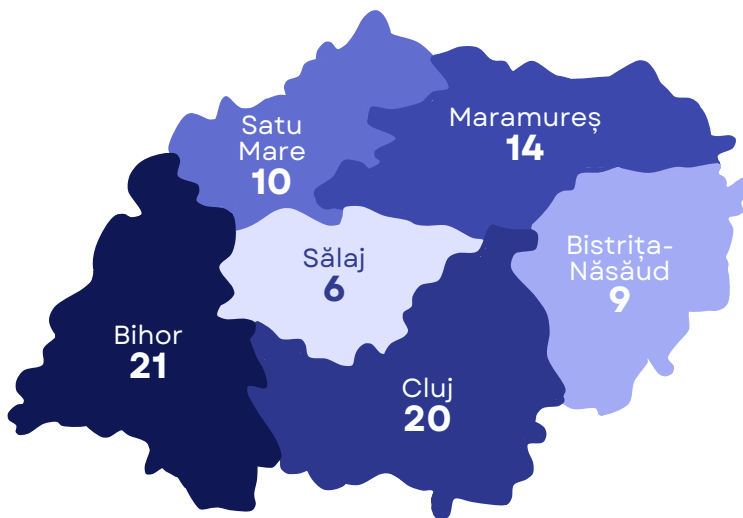 Satu
Mare
10
Maramureș
14
Bistrița-
Năsăud
9
Sălaj
6
Bihor
21
Cluj
20